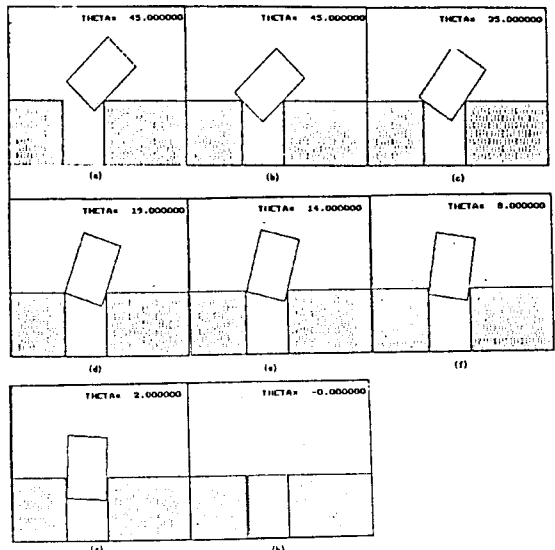 THETA= 45.000000
THETA= 45.000000
THETA= 35.000000
(a)
(b)
(c)
THETA= 19.000000
THETA= 14.000000
THETA= 8.000000
(d)
(e)
(f)
THETA= 2.000000
THETA= -0.000000
(h)